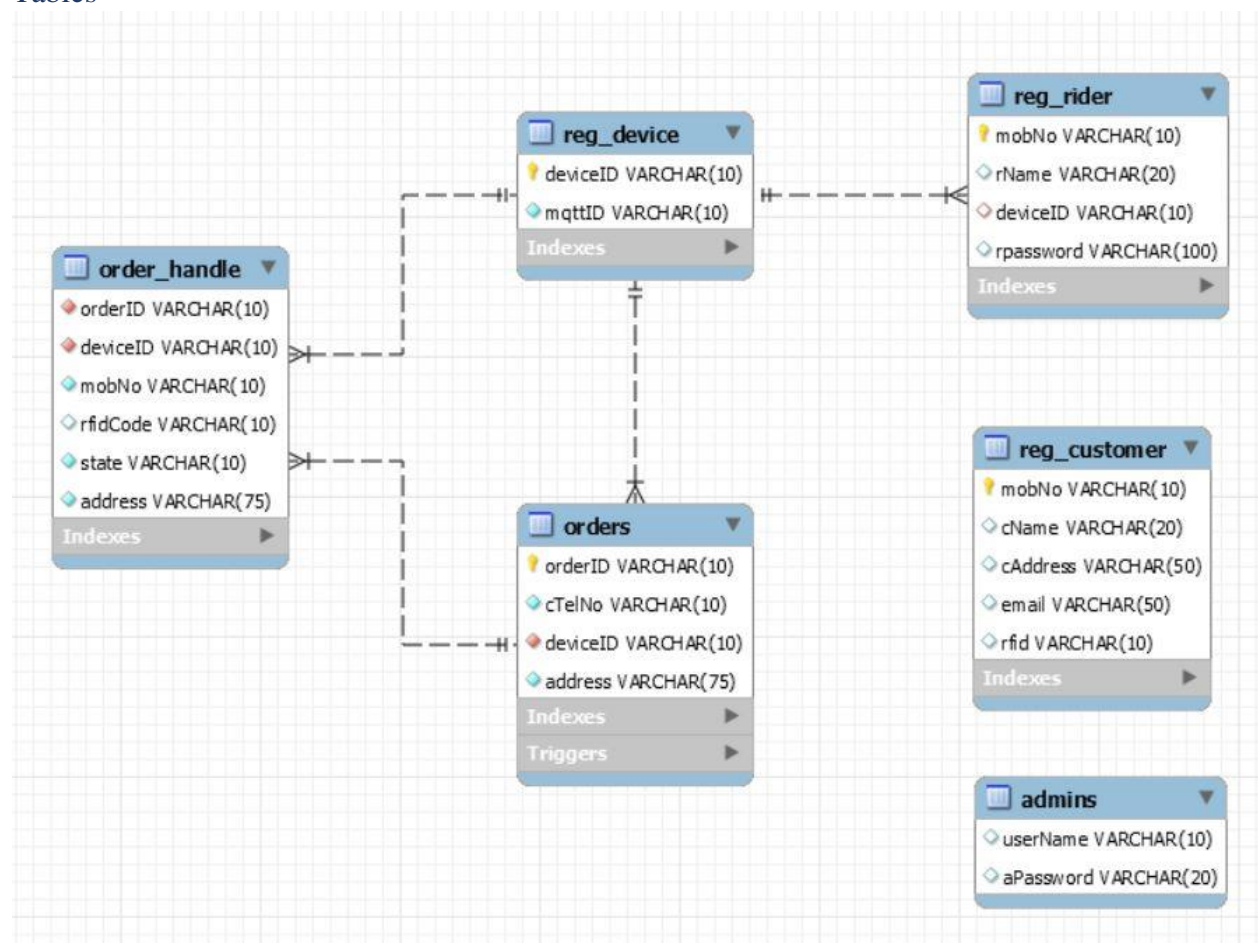 Tables
reg_device
deviceID VARCHAR(10)
mqttID VARCHAR(10)
Indexes
reg_rider
mobNo VARCHAR(10)
rName VARCHAR(20)
deviceID VARCHAR(10)
rpassword VARCHAR(100)
Indexes
order_handle
orderID VARCHAR(10)
deviceID VARCHAR(10)
mobNo VARCHAR(10)
rfidCode VARCHAR(10)
state VARCHAR(10)
address VARCHAR(75)
Indexes
orders
orderID VARCHAR(10)
cTelNo VARCHAR(10)
deviceID VARCHAR(10)
address VARCHAR(75)
Indexes
Triggers
reg_customer
mobNo VARCHAR(10)
cName VARCHAR(20)
cAddress VARCHAR(50)
email VARCHAR(50)
rfid VARCHAR(10)
Indexes
admins
userName VARCHAR(10)
aPassword VARCHAR(20)